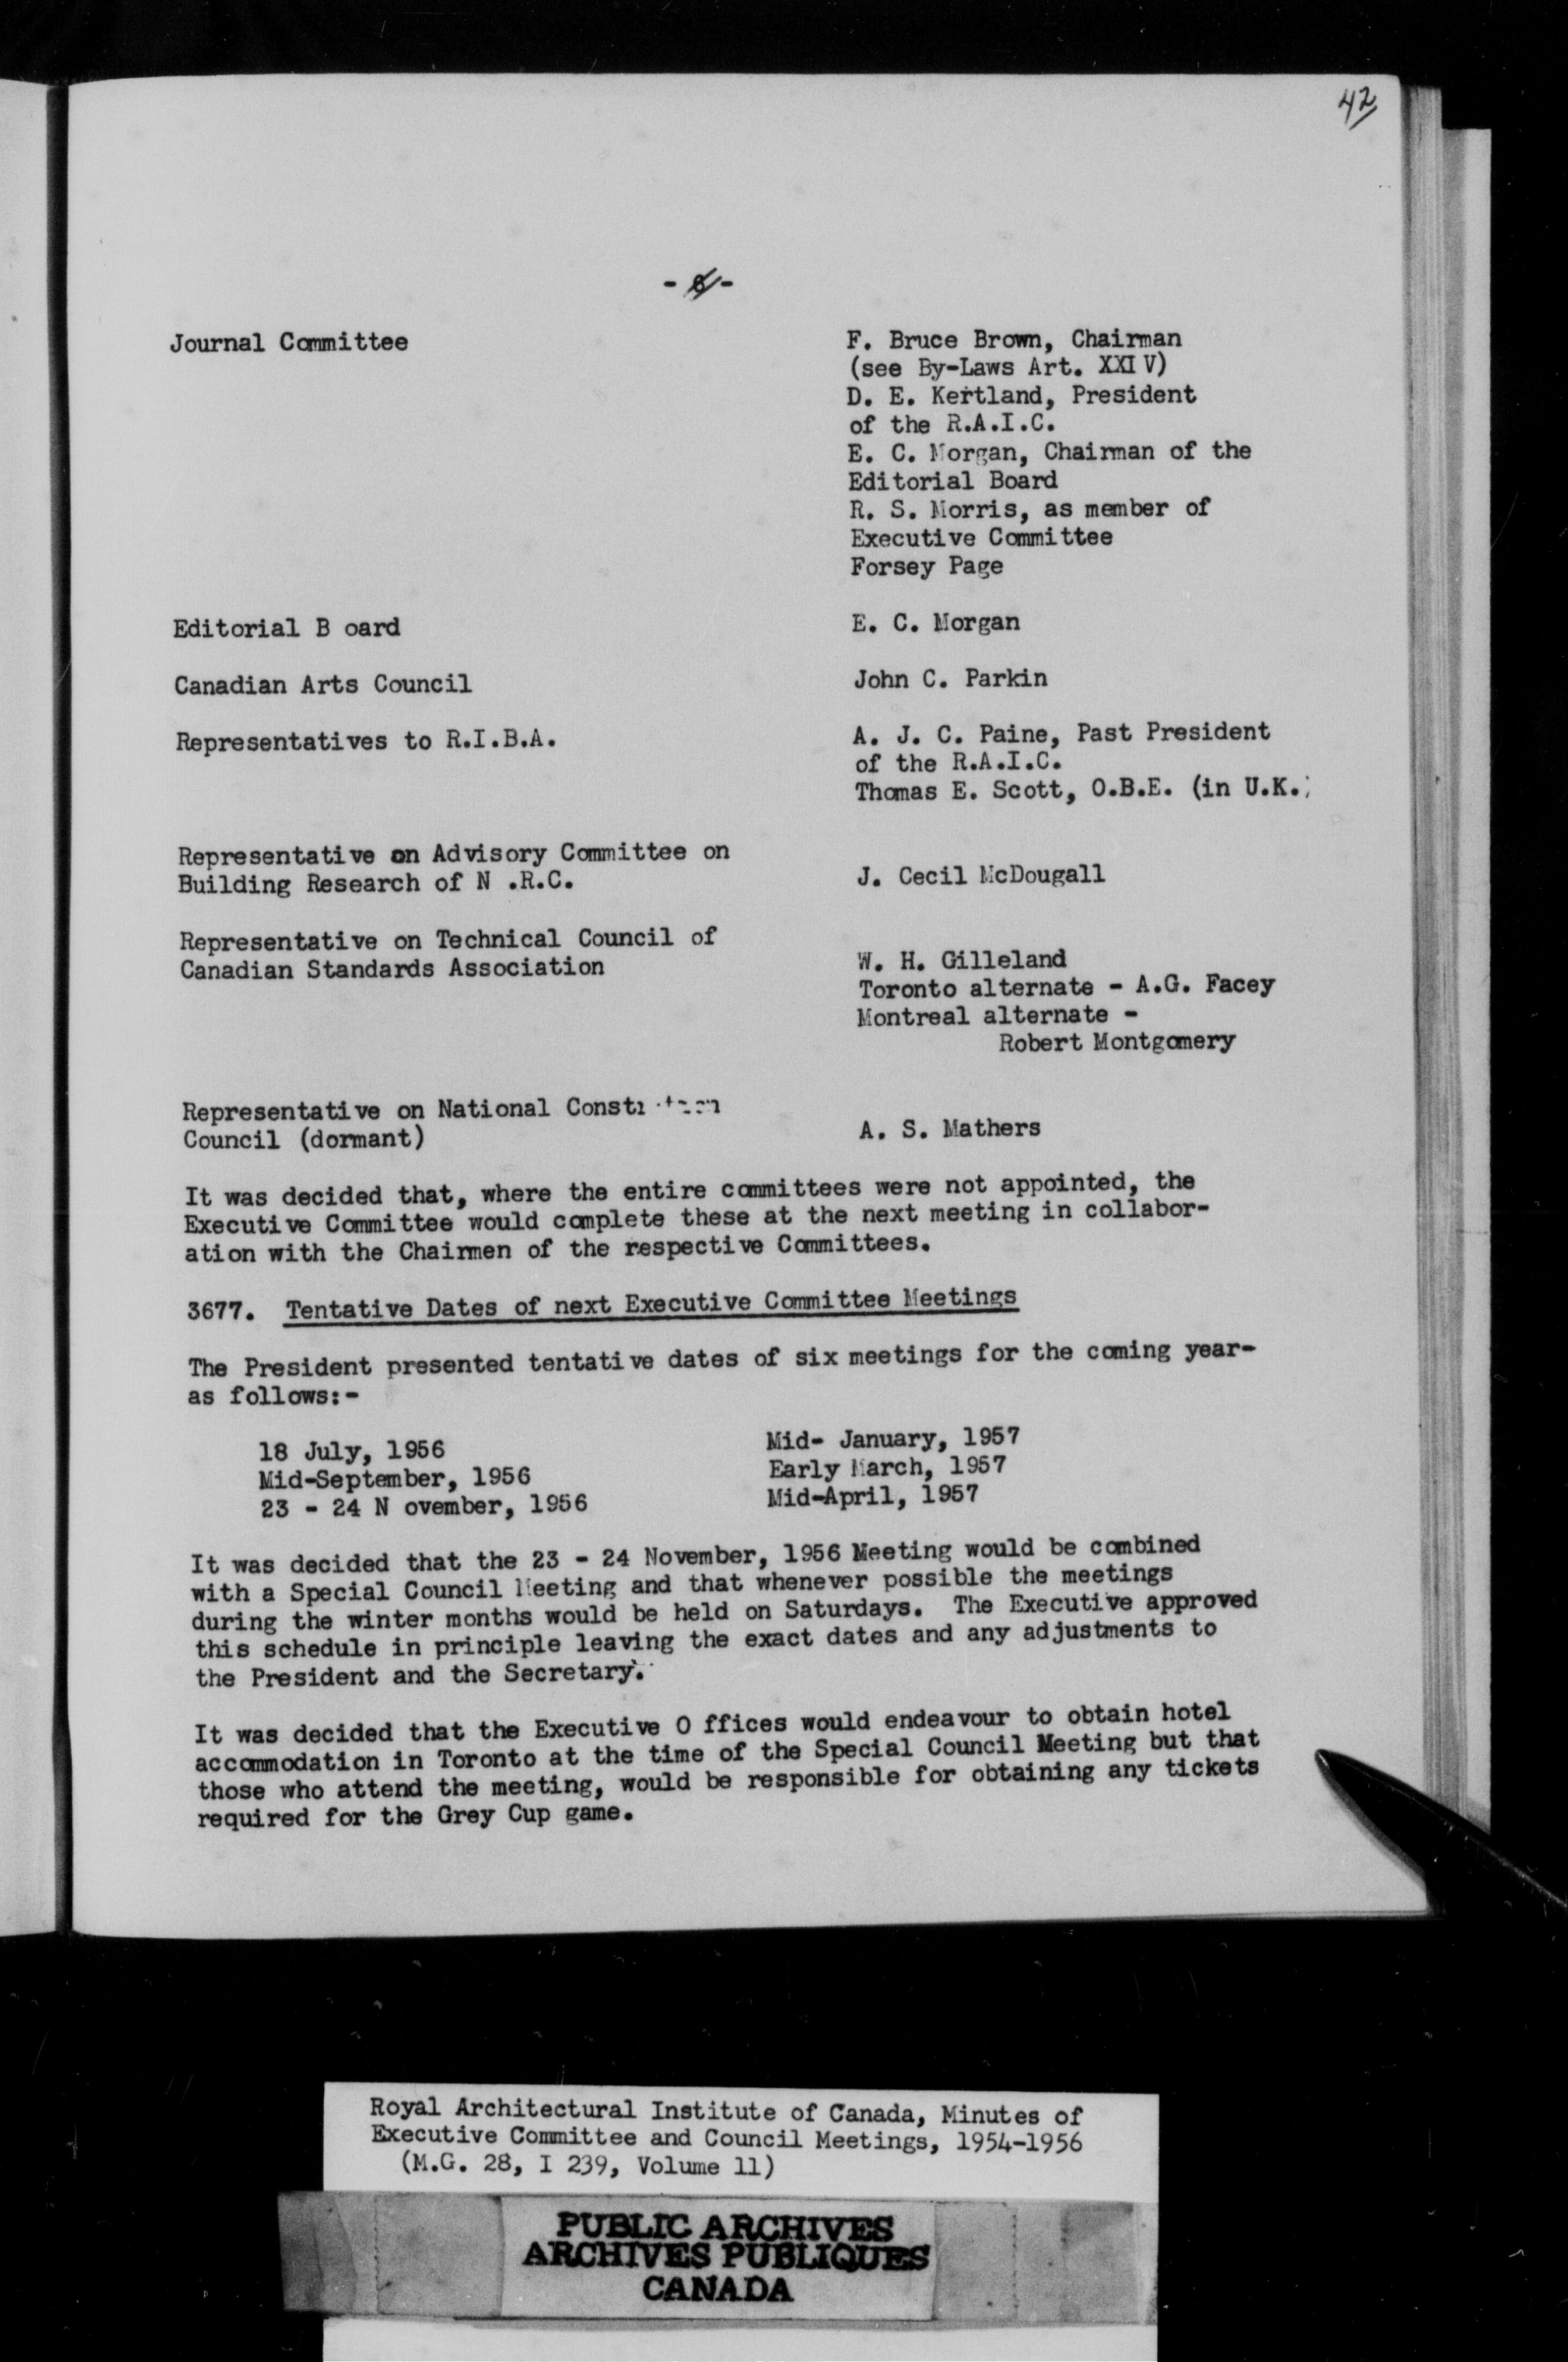 42
- 6 -
Journal Committee
F. Bruce Brown, Chairman
(see By-Laws Art. XXIV)
D. E. Kertland, President
of the R.A.I.C.
E. C. Morgan, Chairman of the
Editorial Board
R. S. Morris, as member of
Executive Committee
Forsey Page
Editorial B oard
E. C. Morgan
Canadian Arts Council
John C. Parkin
Representatives to R.I.B.A.
A. J. C. Paine, Past President
of the R.A.I.C.
Thomas E. Scott, O.B.E. (in U.K.)
Representative on Advisory Committee on
Building Research of N .R.C.
J. Cecil McDougall
Representative on Technical Council of
Canadian Standards Association
W. H. Gilleland
Toronto alternate - A.G. Facey
Montreal alternate -
Robert Montgomery
Representative on National
Council (dormant)
A. S. Mathers
It was decided that, where the entire committees were not appointed, the
Executive Committee would complete these at the next meeting in collabor-
ation with the Chairmen of the respective Committees.
3677. Tentative Dates of next Executive Committee Meetings
The President presented tentative dates of six meetings for the coming year-
as follows:-
18 July, 1956
Mid-September, 1956
23 - 24 N ovember, 1956
Mid- January, 1957
Early March, 1957
Mid-April, 1957
It was decided that the 23 - 24 November, 1956 Meeting would be combined
with a Special Council Meeting and that whenever possible the meetings
during the winter months would be held on Saturdays. The Executive approved
this schedule in principle leaving the exact dates and any adjustments to
the President and the Secretary.
It was decided that the Executive O ffices would endeavour to obtain hotel
accommodation in Toronto at the time of the Special Council Meeting but that
those who attend the meeting, would be responsible for obtaining any tickets
required for the Grey Cup game.
Royal Architectural Institute of Canada, Minutes of
Executive Committee and Council Meetings, 1954-1956
(M.G. 28, I 239, Volume 11)
PUBLIC ARCHIVES
ARCHIVES PUBLIQUES
CANADA